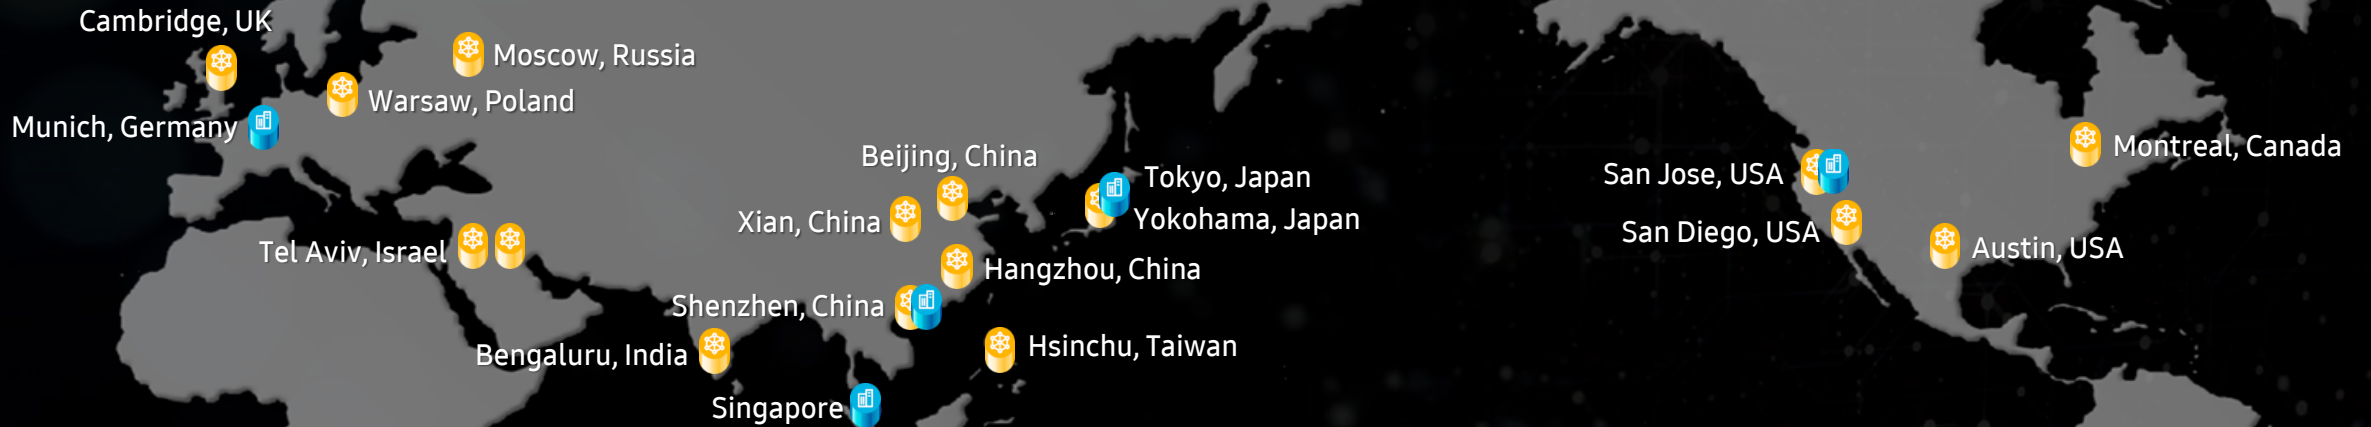 Cambridge, UK
Moscow, Russia
Warsaw, Poland
Munich, Germany
Tel Aviv, Israel
Beijing, China
Xian, China
Hangzhou, China
Shenzhen, China
Bengaluru, India
Singapore
Hsinchu, Taiwan
Tokyo, Japan
Yokohama, Japan
San Jose, USA
San Diego, USA
Austin, USA
Montreal, Canada